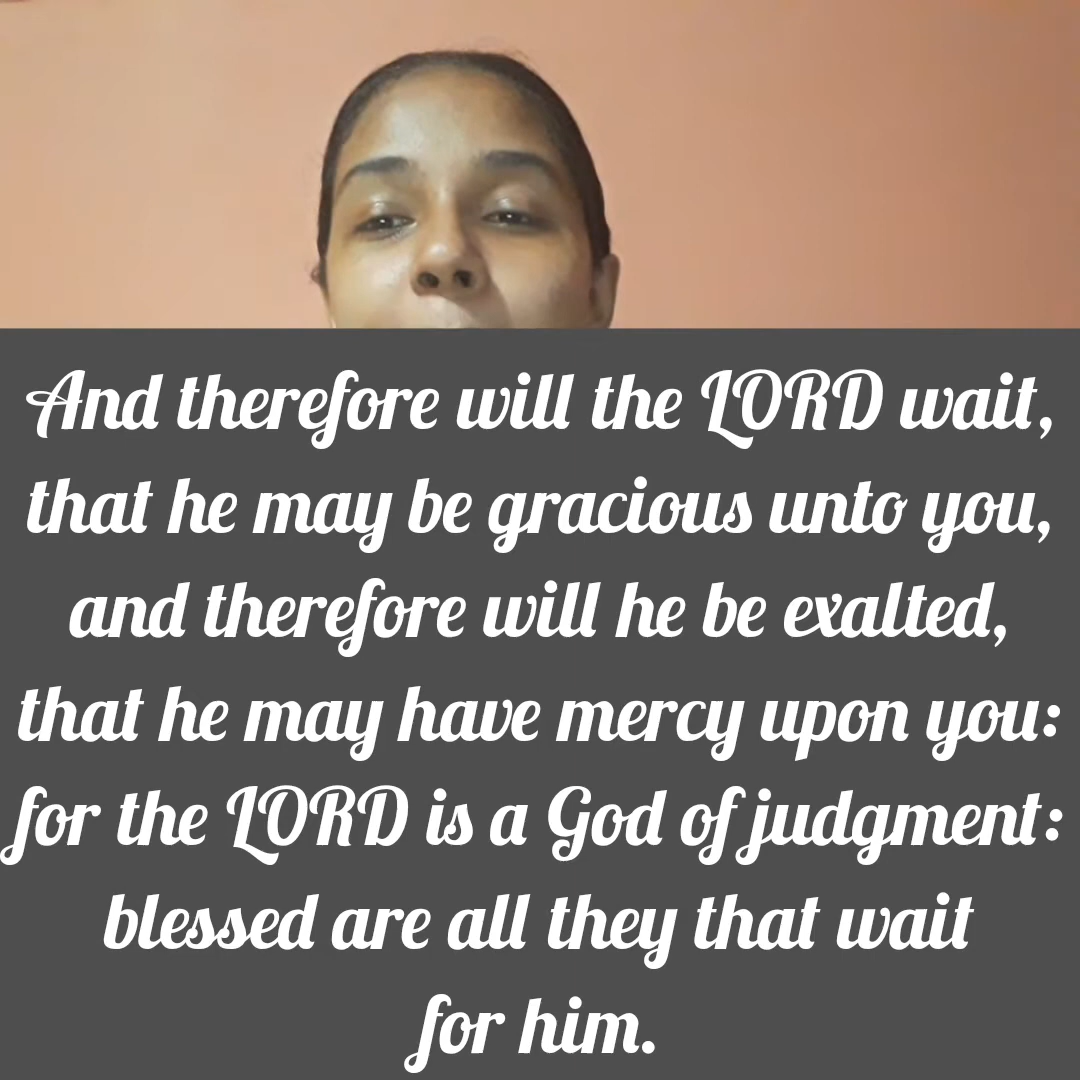 And therefore will the LORD wait,
that he may be gracious unto you,
and therefore will he be exalted,
that he may have mercy upon you:
for the LORD is a God of judgment:
blessed are all they that wait
for him.